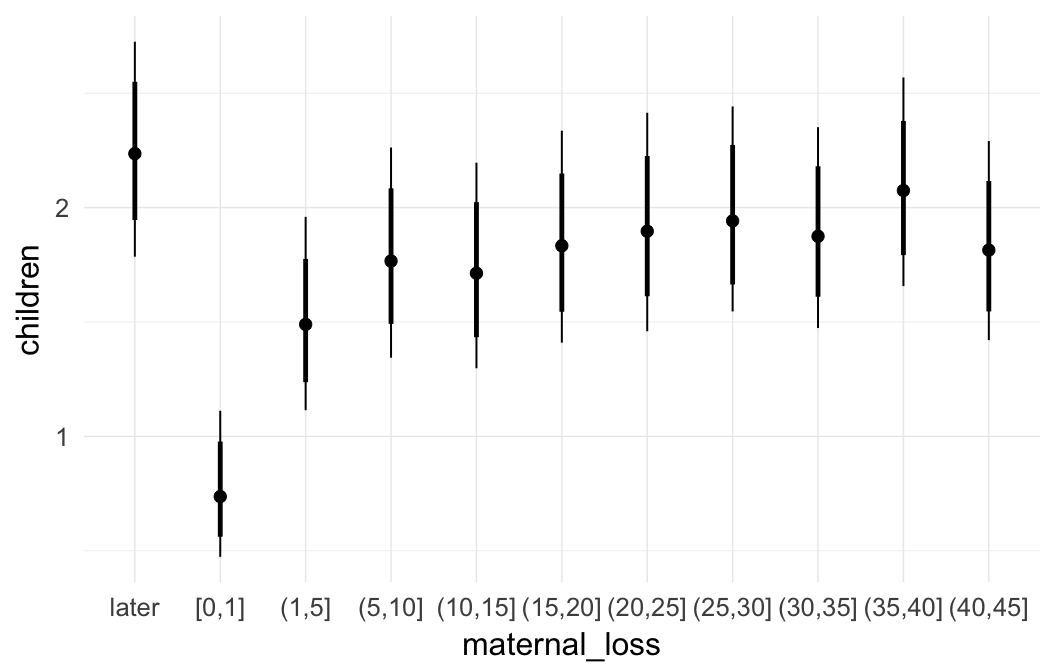 children
2
1
later [0,1] (1,5] (5,10] (10,15] (15,20] (20,25] (25,30] (30,35] (35,40] (40,45]
maternal_loss